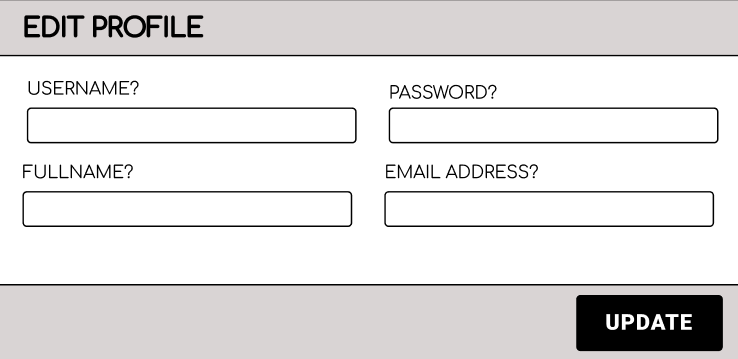 EDIT PROFILE
USERNAME?
PASSWORD?
FULLNAME?
EMAIL ADDRESS?
UPDATE